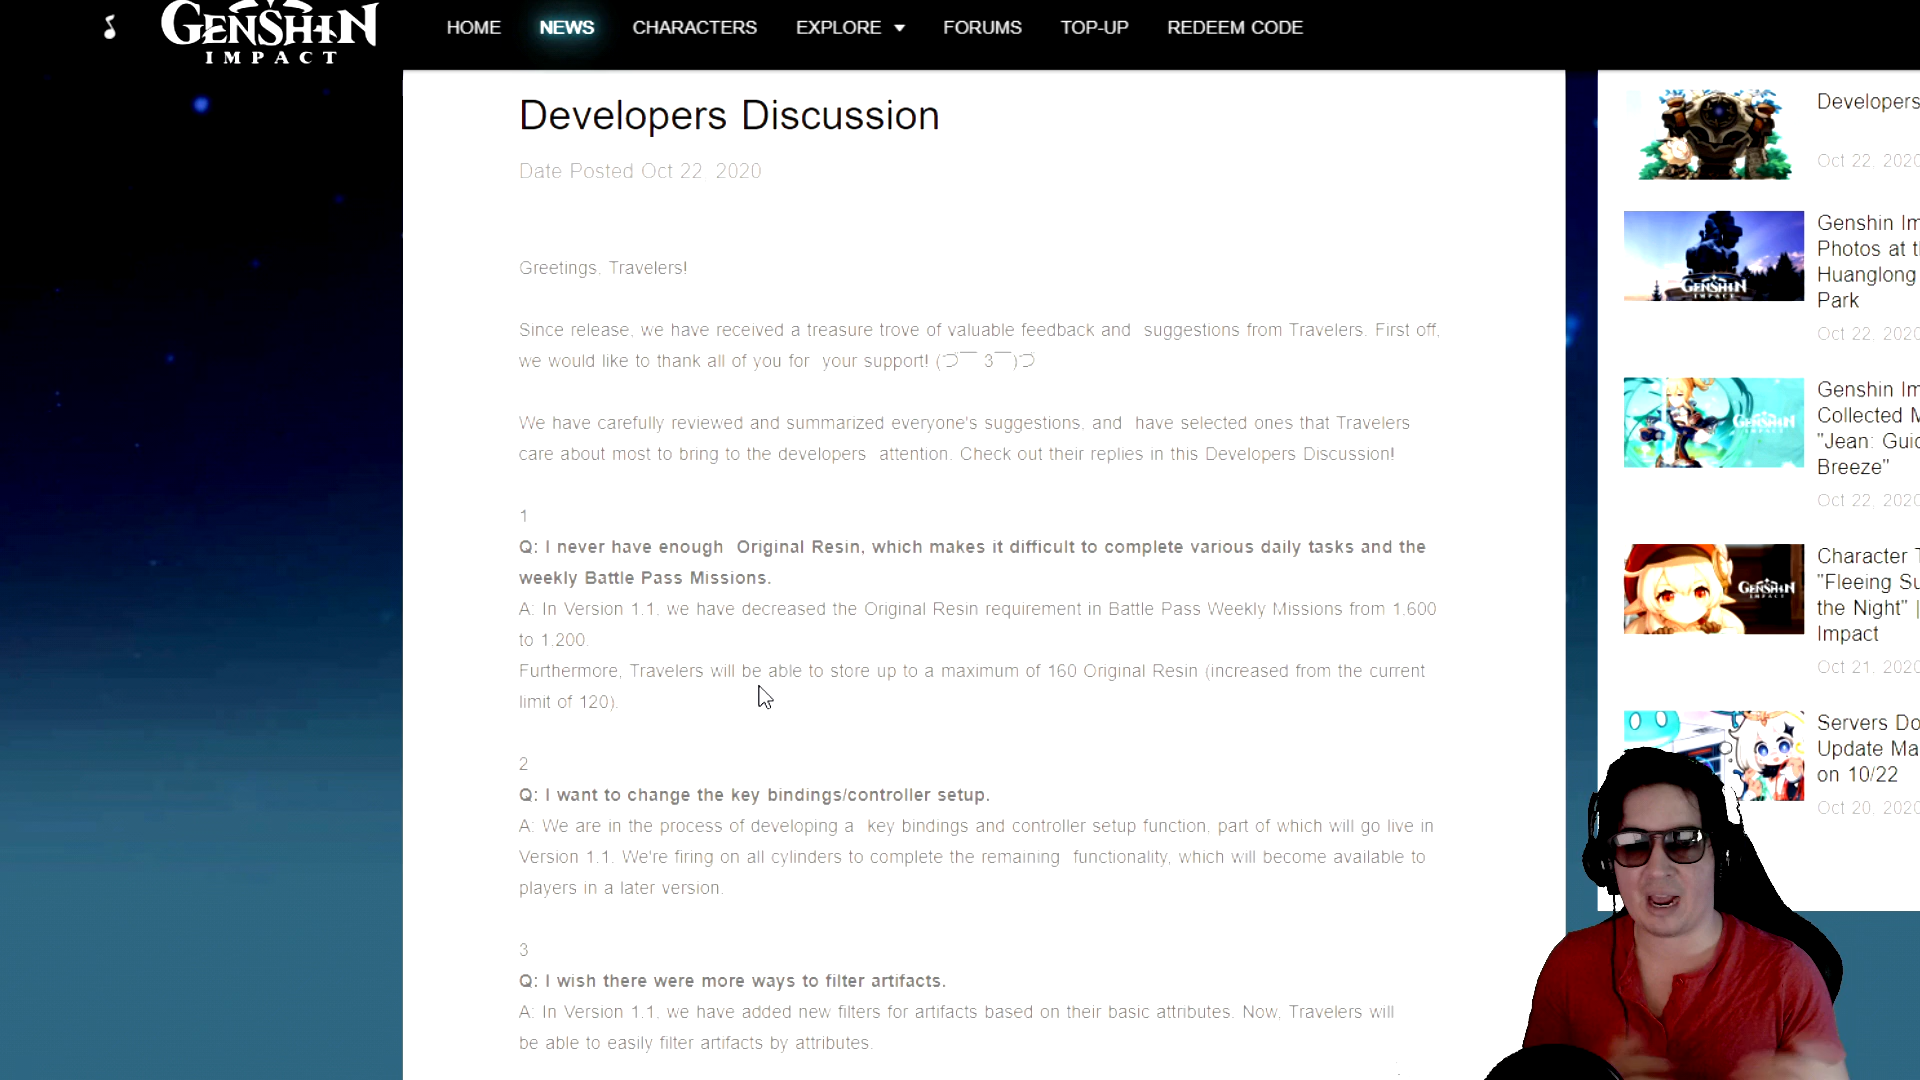 GENSHIN
IMPACT
HOME
NEWS
CHARACTERS
EXPLORE
FORUMS
TOP-UP
REDEEM CODE
Developers Discussion
Date Posted Oct 22, 2020
Greetings, Travelers!
Since release, we have received a treasure trove of valuable feedback and suggestions from Travelers. First off,
we would like to thank all of you for your support! (づ￣ 3￣)づ
We have carefully reviewed and summarized everyone's suggestions, and have selected ones that Travelers
care about most to bring to the developers attention. Check out their replies in this Developers Discussion!
1
Q: I never have enough Original Resin, which makes it difficult to complete various daily tasks and the
weekly Battle Pass Missions.
A: In Version 1.1, we have decreased the Original Resin requirement in Battle Pass Weekly Missions from 1,600
to 1,200.
Furthermore, Travelers will be able to store up to a maximum of 160 Original Resin (increased from the current
limit of 120).
2
Q: I want to change the key bindings/controller setup.
A: We are in the process of developing a key bindings and controller setup function, part of which will go live in
Version 1.1. We're firing on all cylinders to complete the remaining functionality, which will become available to
players in a later version.
3
Q: I wish there were more ways to filter artifacts.
A: In Version 1.1, we have added new filters for artifacts based on their basic attributes. Now, Travelers will
be able to easily filter artifacts by attributes.
Developers
Oct 22, 2020
GENSHIN
IMPACT
Genshin Im
Photos at th
Huanglong
Park
Oct 22, 2020
GENSHIN
Genshin Im
Collected M
"Jean: Guid
Breeze"
Oct 22, 2020
GENSHIN
IMPACT
Character T
"Fleeing Su
the Night" |
Impact
Oct 21, 2020
Servers Do
Update Ma
on 10/22
Oct 20, 2020